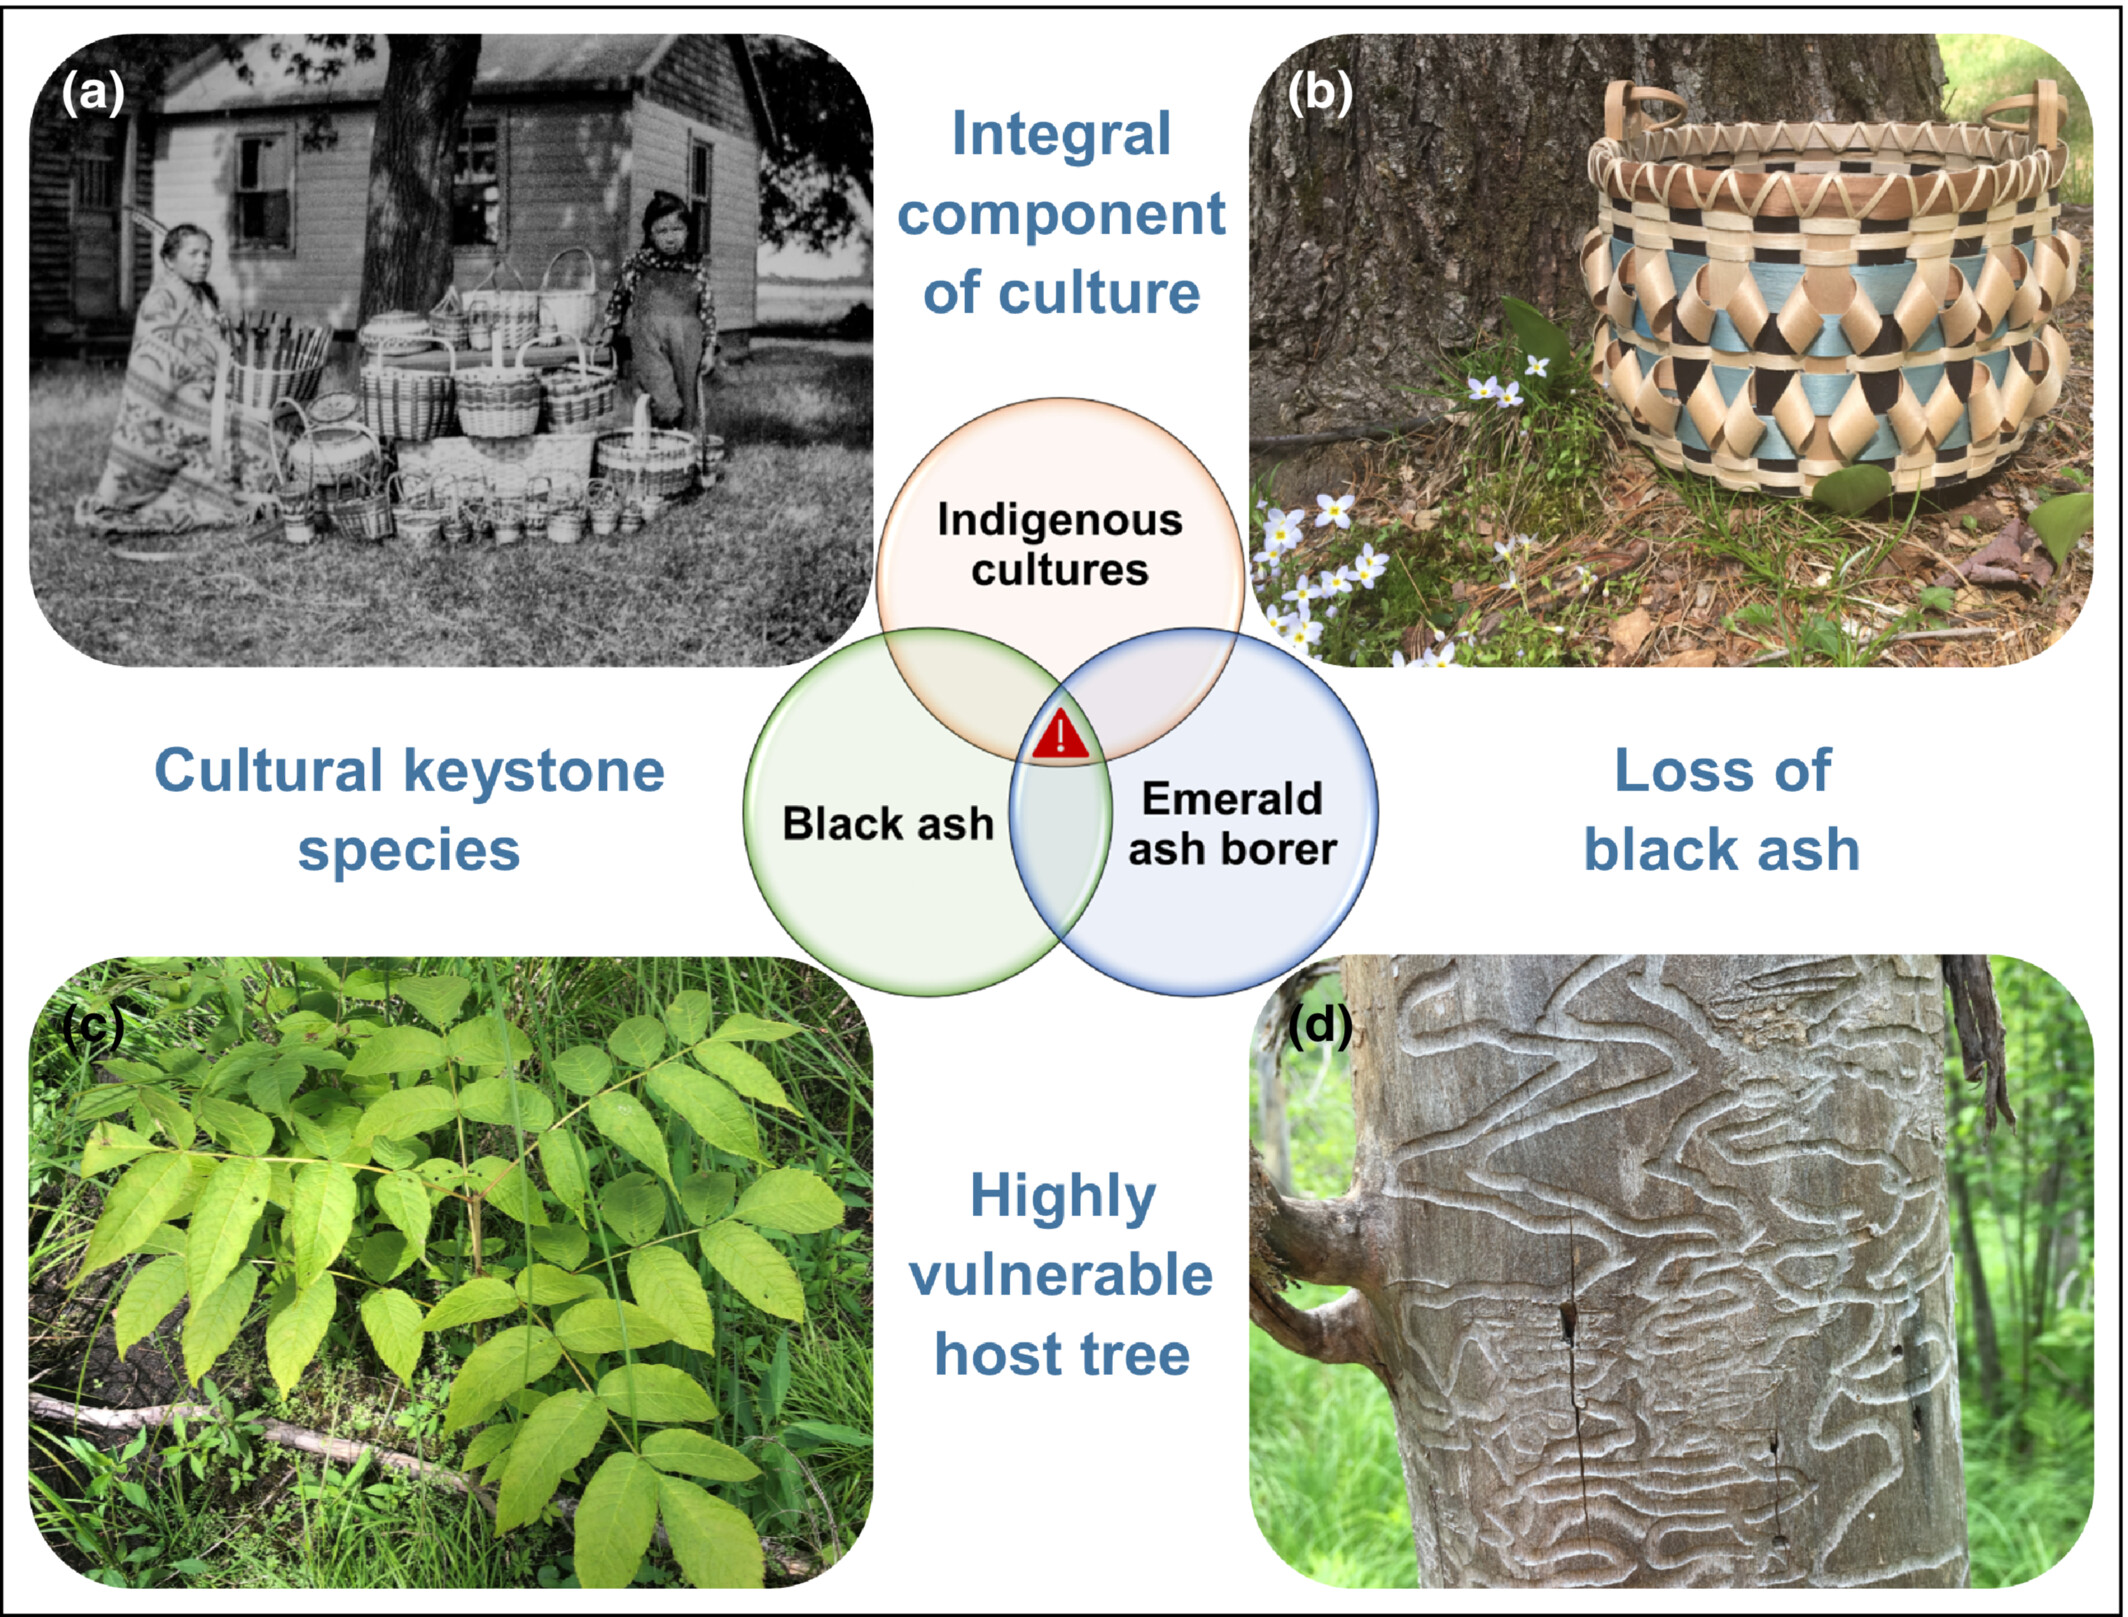 (a)
Integral
component
of culture
(b)
Indigenous
cultures
Cultural keystone
species
Black ash
!
Emerald
ash borer
Loss of
black ash
(c)
Highly
vulnerable
host tree
(d)